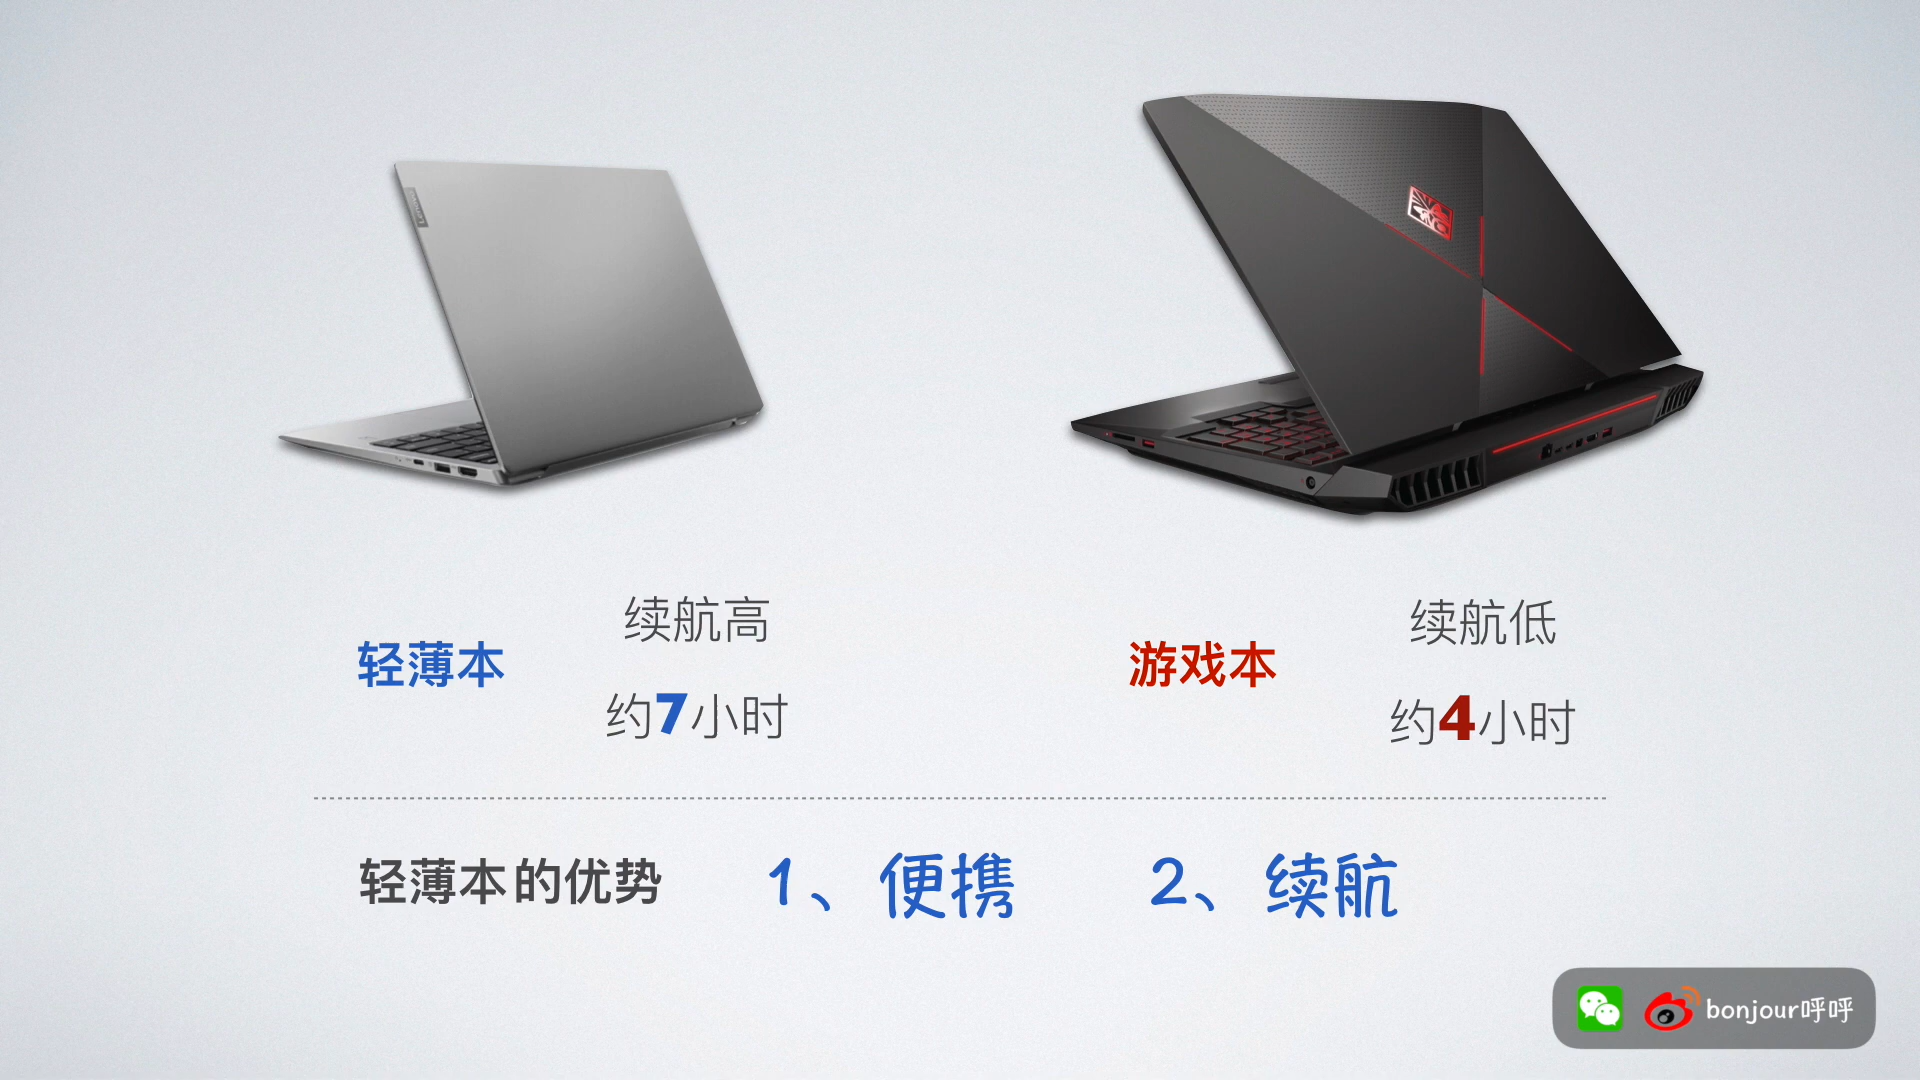 Lenovo
轻薄本
续航高
约7小时
游戏本
续航低
约4小时
轻薄本的优势 1、便携 2、续航
bonjour呼呼